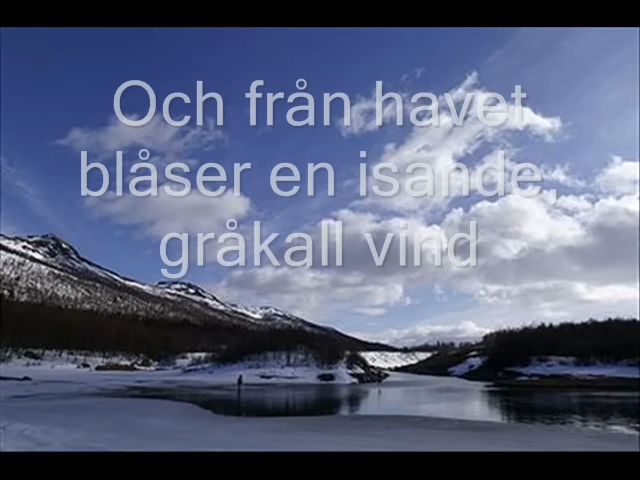 Och från havet
blåser en isande,
gråkall vind